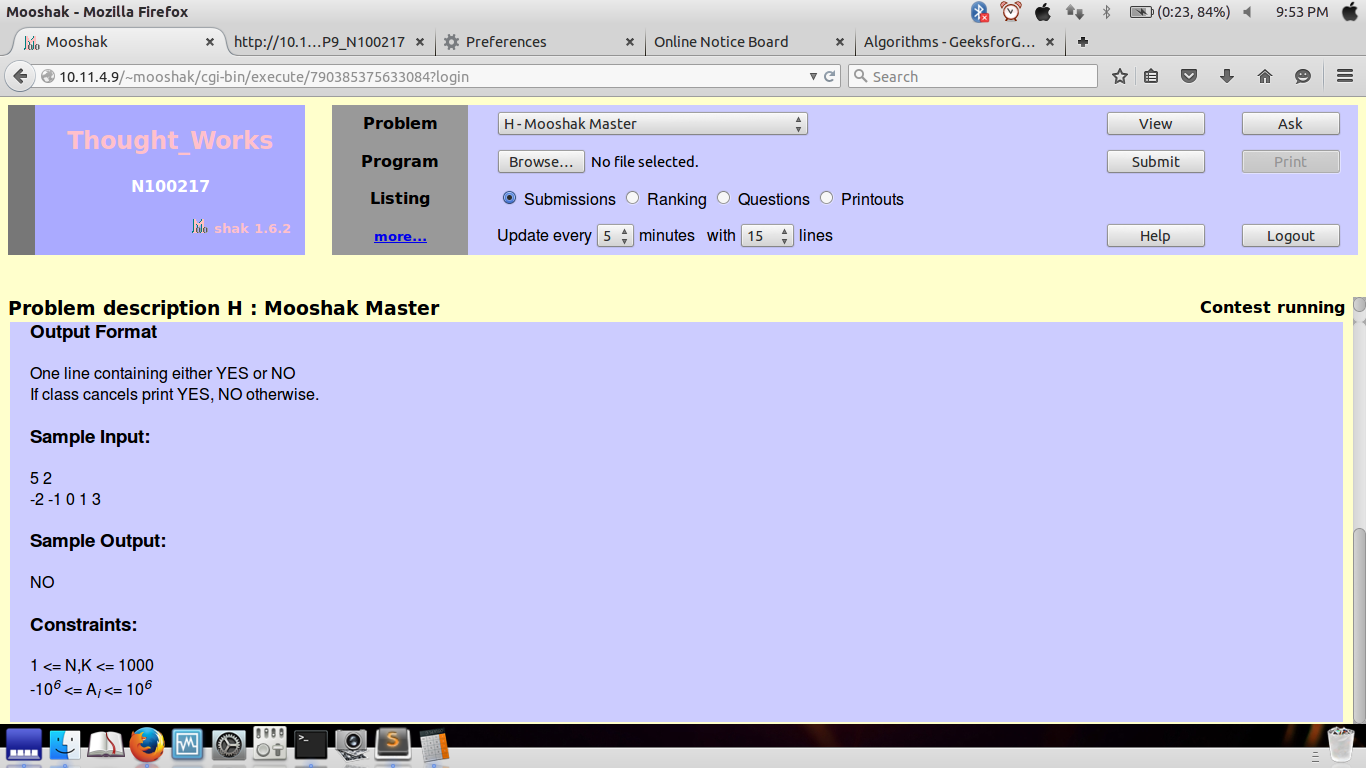 Mooshak - Mozilla Firefox
(0:23, 84%) 9:53 PM
Mooshak
http://10.1...P9_N100217
Preferences
Online Notice Board
Algorithms - GeeksforG...
10.11.4.9/~mooshak/cgi-bin/execute/790385375633084?login
Search
Thought_Works
N100217
shak 1.6.2
Problem H - Mooshak Master View Ask
Program Browse... No file selected. Submit Print
Listing Submissions Ranking Questions Printouts
more... Update every 5 minutes with 15 lines Help Logout
Problem description H : Mooshak Master Contest running
Output Format
One line containing either YES or NO
If class cancels print YES, NO otherwise.
Sample Input:
5 2
-2 -1 0 1 3
Sample Output:
NO
Constraints:
1 <= N,K <= 1000
-10⁶ <= Aᵢ <= 10⁶